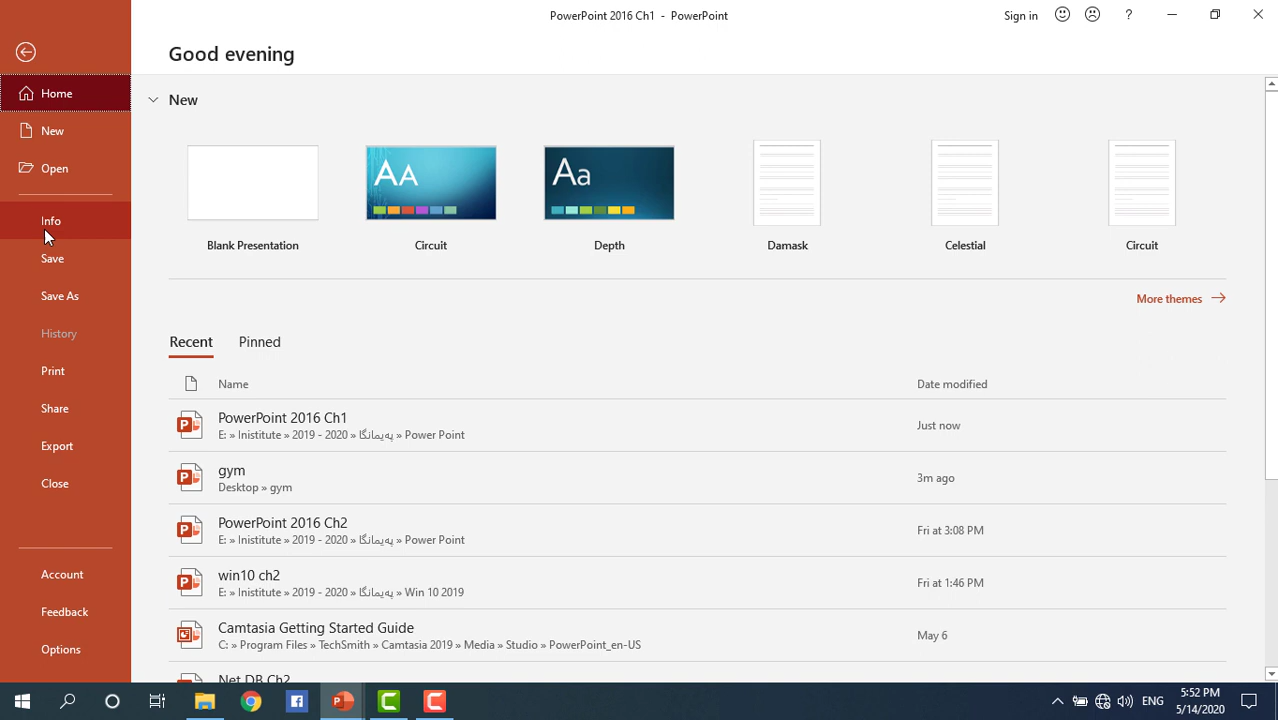 PowerPoint 2016 Ch1 - PowerPoint
Sign in
?
Good evening
Home
New
Open
Info
Save
Save As
History
Print
Share
Export
Close
Account
Feedback
Options
New
AA
Aa
Blank Presentation
Circuit
Depth
Damask
Celestial
Circuit
More themes
Recent
Pinned
Name
Date modified
PowerPoint 2016 Ch1
E: » Inistitute » 2019 - 2020 » پەیمانگا » Power Point
Just now
gym
Desktop » gym
3m ago
PowerPoint 2016 Ch2
E: » Inistitute » 2019 - 2020 » پەیمانگا » Power Point
Fri at 3:08 PM
win10 ch2
E: » Inistitute » 2019 - 2020 » پەیمانگا » Win 10 2019
Fri at 1:46 PM
Camtasia Getting Started Guide
C: » Program Files » TechSmith » Camtasia 2019 » Media » Studio » PowerPoint_en-US
May 6
Net DB Ch2
ENG
5:52 PM
5/14/2020